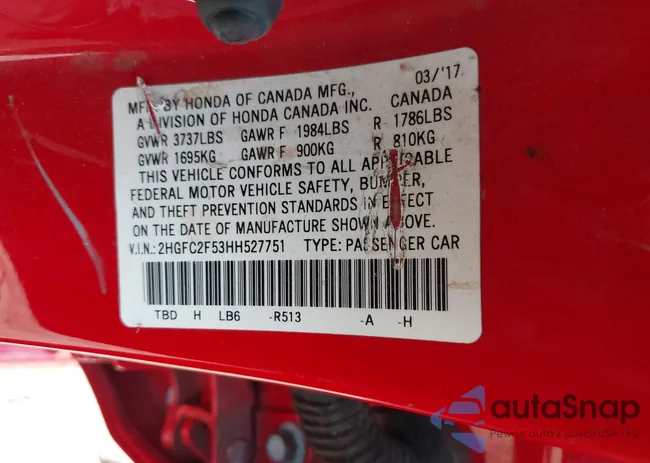 03/'17
MFD BY HONDA OF CANADA MFG., CANADA
A DIVISION OF HONDA CANADA INC.
GVWR 3737LBS GAWR F 1984LBS R 1786LBS
GVWR 1695KG GAWR F 900KG R 810KG
THIS VEHICLE CONFORMS TO ALL APPLICABLE
FEDERAL MOTOR VEHICLE SAFETY, BUMPER,
AND THEFT PREVENTION STANDARDS IN EFFECT
ON THE DATE OF MANUFACTURE SHOWN ABOVE.
V.I.N.: 2HGFC2F53HH527751 TYPE: PASSENGER CAR
TBD H LB6 -R513 -A -H
autaSnap